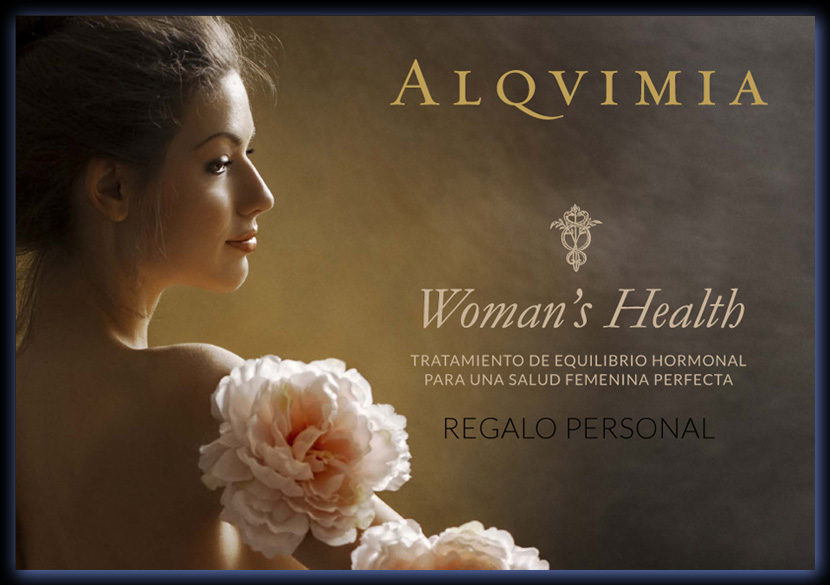 ALQVIMIA
Woman's Health
TRATAMIENTO DE EQUILIBRIO HORMONAL
PARA UNA SALUD FEMENINA PERFECTA
REGALO PERSONAL